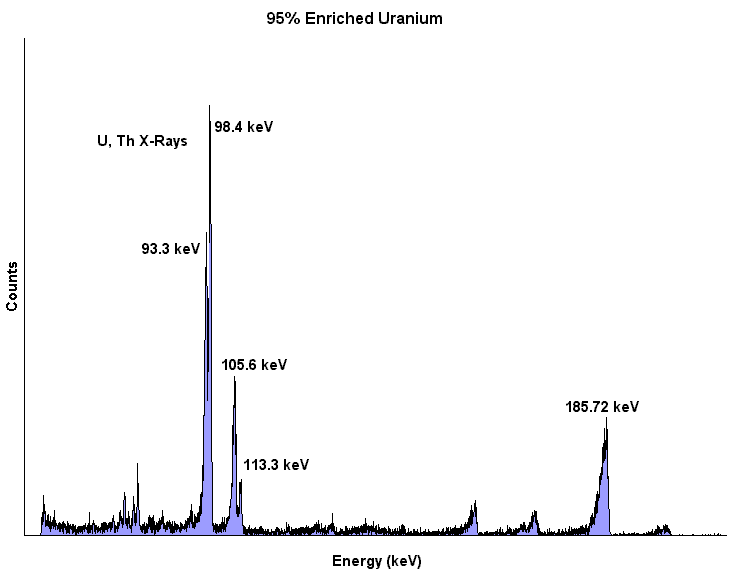 95% Enriched Uranium
98.4 keV
U, Th X-Rays
93.3 keV
105.6 keV
185.72 keV
113.3 keV
Counts
Energy (keV)